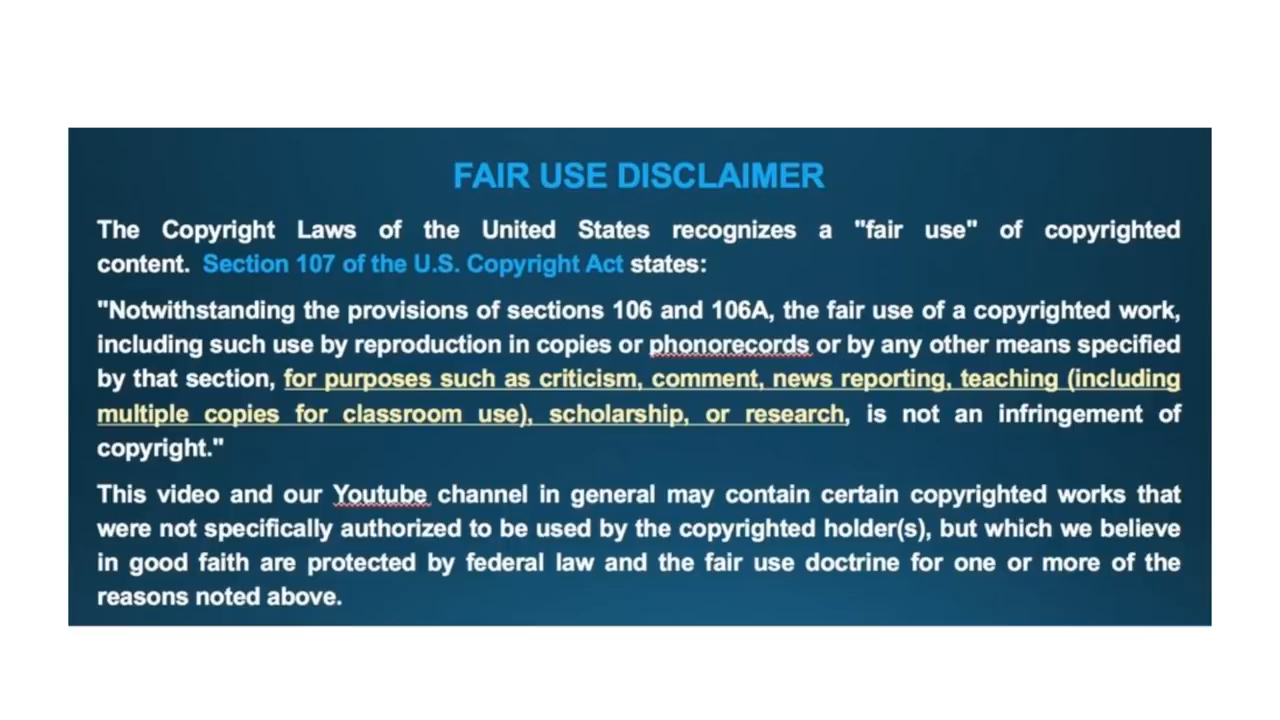 FAIR USE DISCLAIMER
The Copyright Laws of the United States recognizes a "fair use" of copyrighted
content. Section 107 of the U.S. Copyright Act states:
"Notwithstanding the provisions of sections 106 and 106A, the fair use of a copyrighted work,
including such use by reproduction in copies or phonorecords or by any other means specified
by that section, for purposes such as criticism, comment, news reporting, teaching (including
multiple copies for classroom use), scholarship, or research, is not an infringement of
copyright."
This video and our Youtube channel in general may contain certain copyrighted works that
were not specifically authorized to be used by the copyrighted holder(s), but which we believe
in good faith are protected by federal law and the fair use doctrine for one or more of the
reasons noted above.